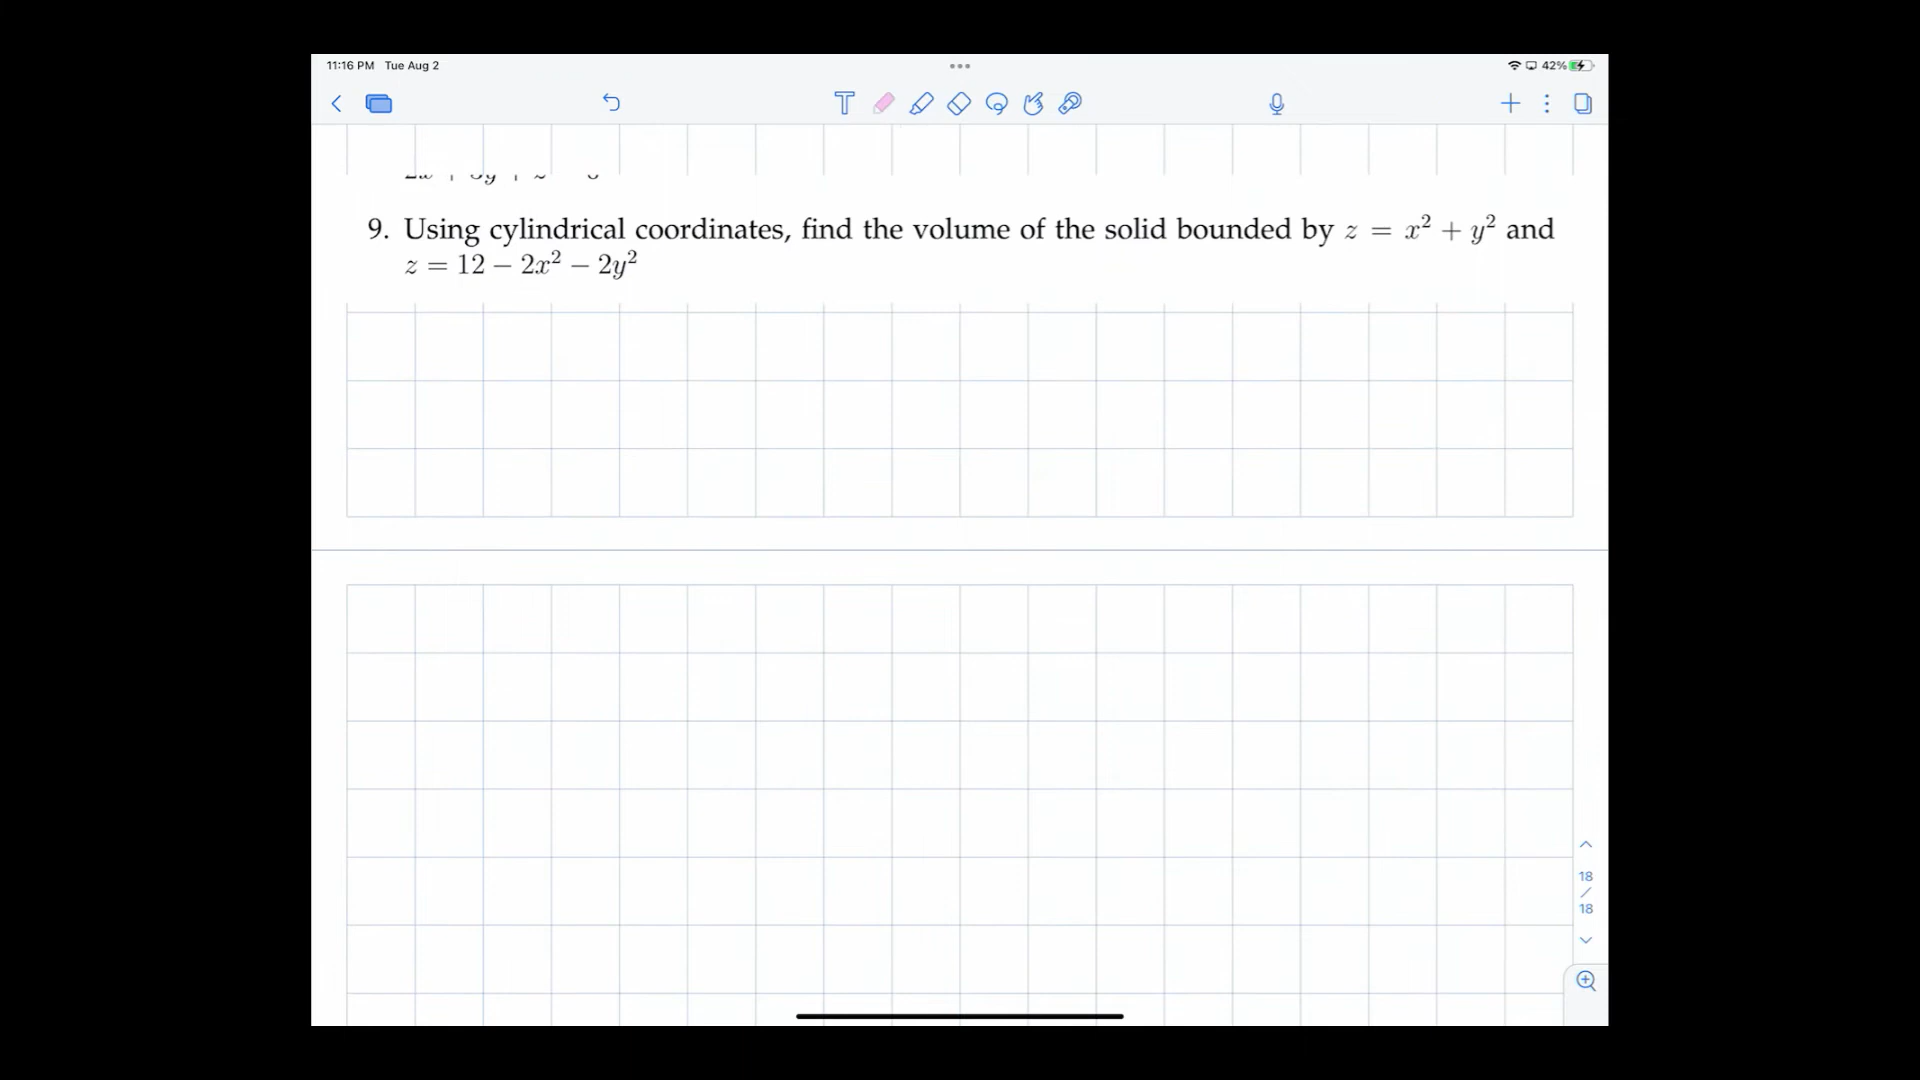 11:16 PM Tue Aug 2
42%
T
9. Using cylindrical coordinates, find the volume of the solid bounded by z = x² + y² and
z = 12 − 2x² − 2y²
18
/
18